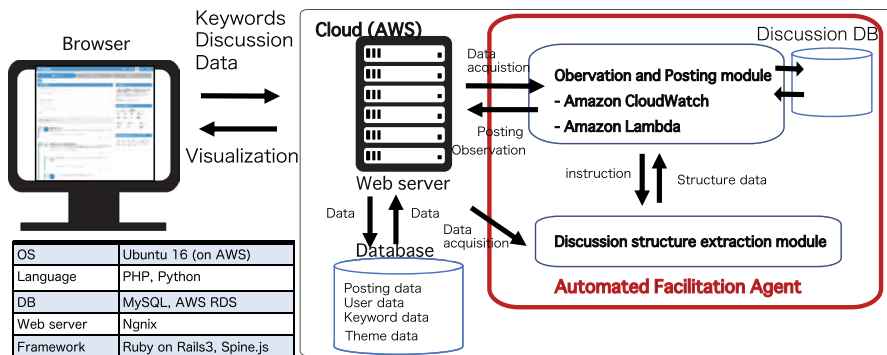 Browser
Keywords
Discussion
Data
Visualization
Cloud (AWS)
Web server
Data
acquistion
Posting
Observation
Obervation and Posting module
- Amazon CloudWatch
- Amazon Lambda
Discussion DB
instruction
Structure data
Data
Data
Data
acquisition
Discussion structure extraction module
Automated Facilitation Agent
Database
Posting data
User data
Keyword data
Theme data
OS Ubuntu 16 (on AWS)
Language PHP, Python
DB MySQL, AWS RDS
Web server Ngnix
Framework Ruby on Rails3, Spine.js